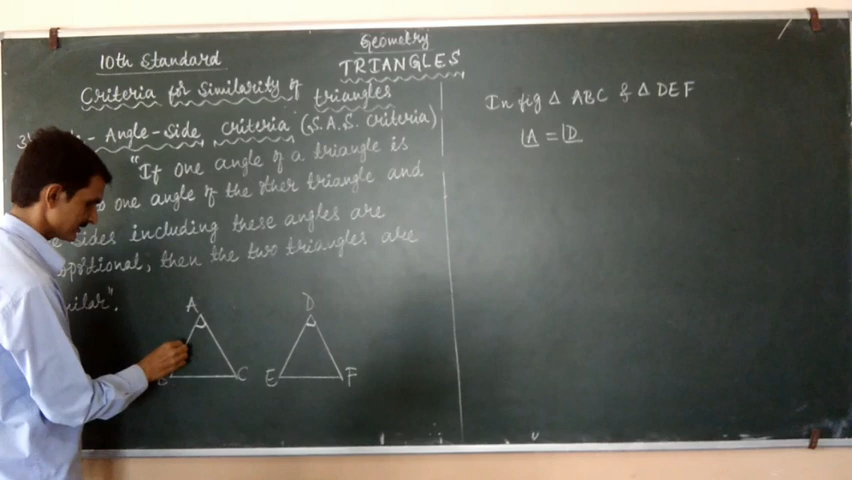 Geometry
10th Standard
TRIANGLES
Criteria for Similarity of triangles
- Angle-Side criteria (S.A.S. criteria)
"If one angle of a triangle is
one angle of the other triangle and
sides including these angles are
then the two triangles are
A
D
B
C
E
F
In fig Δ ABC & Δ DEF
∠A = ∠D